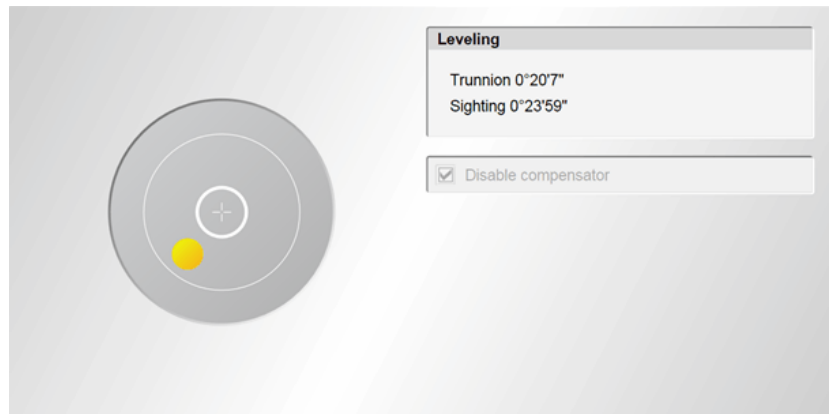 Leveling
Trunnion 0°20'7"
Sighting 0°23'59"
Disable compensator